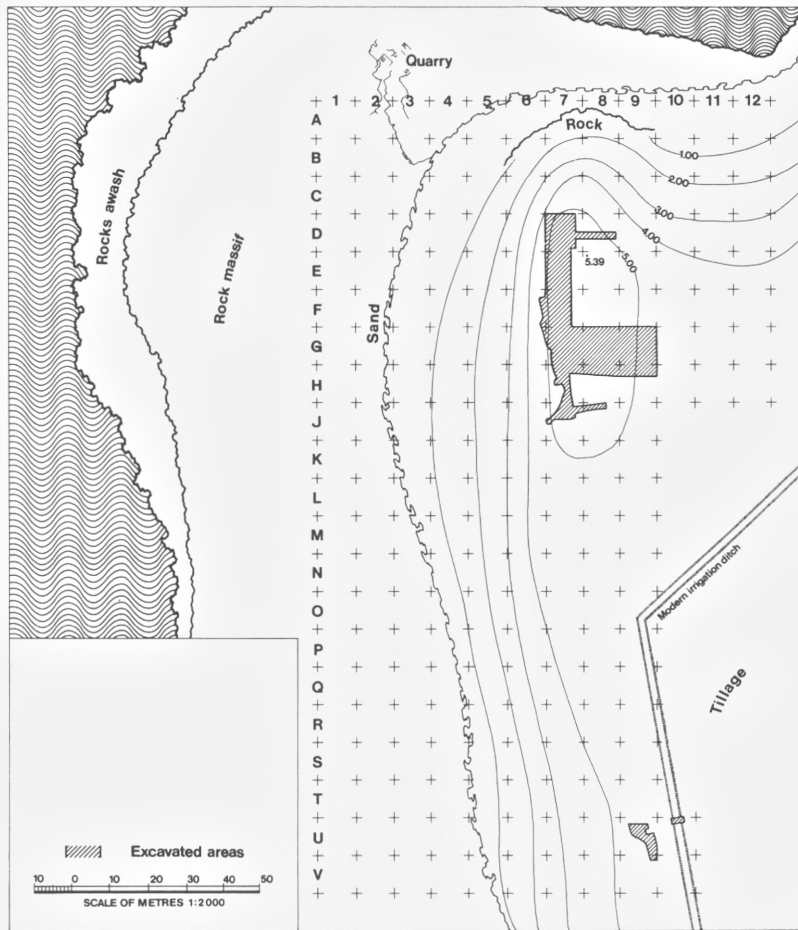 Quarry
1 2 3 4 5 6 7 8 9 10 11 12
A
Rock
B
1.00
2.00
C
3.00
4.00
D
5.00
5.39
E
F
G
H
J
K
L
M
N
O
P
Q
R
S
T
U
V
Rocks awash
Rock massif
Sand
Modern irrigation ditch
Tillage
Excavated areas
10 0 10 20 30 40 50
SCALE OF METRES 1:2000